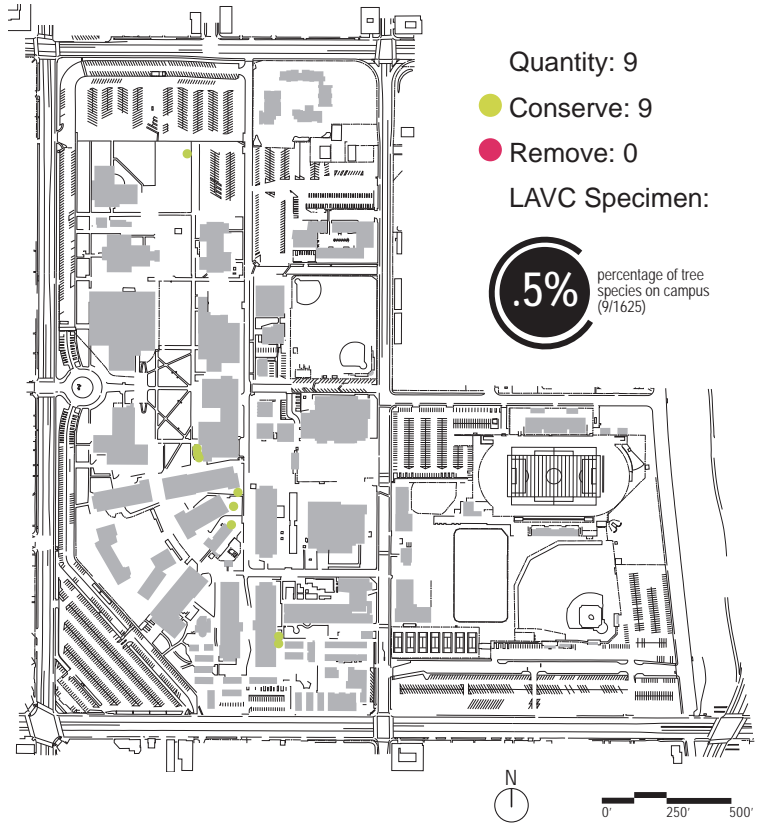 Quantity: 9
Conserve: 9
Remove: 0
LAVC Specimen:
.5%
percentage of tree
species on campus
(9/1625)
N
0' 250' 500'